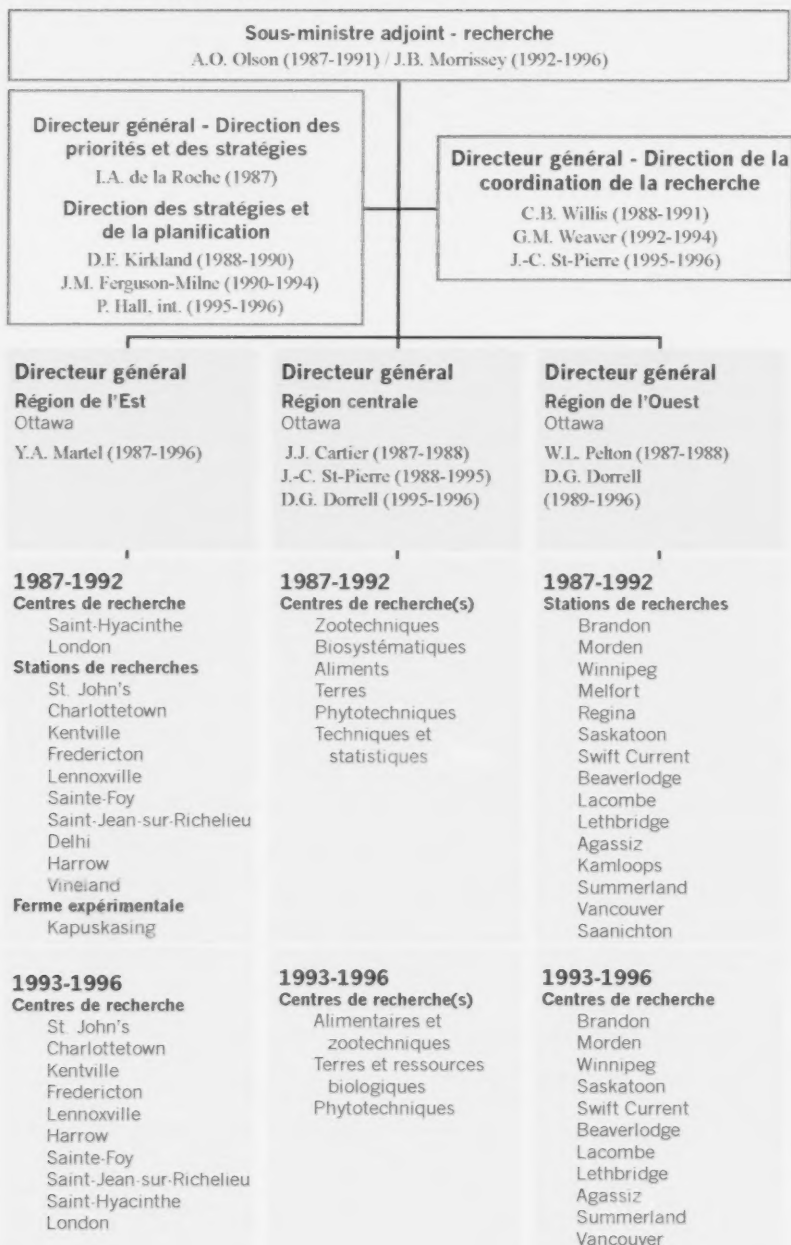 Sous-ministre adjoint - recherche
A.O. Olson (1987-1991) / J.B. Morrissey (1992-1996)
Directeur général - Direction des
priorités et des stratégies
I.A. de la Roche (1987)
Direction des stratégies et
de la planification
D.F. Kirkland (1988-1990)
J.M. Ferguson-Milne (1990-1994)
P. Hall, int. (1995-1996)
Directeur général - Direction de la
coordination de la recherche
C.B. Willis (1988-1991)
G.M. Weaver (1992-1994)
J.-C. St-Pierre (1995-1996)
Directeur général
Région de l'Est
Ottawa
Y.A. Martel (1987-1996)
Directeur général
Région centrale
Ottawa
J.J. Cartier (1987-1988)
J.-C. St-Pierre (1988-1995)
D.G. Dorrell (1995-1996)
Directeur général
Région de l'Ouest
Ottawa
W.L. Pelton (1987-1988)
D.G. Dorrell
(1989-1996)
1987-1992
Centres de recherche
Saint-Hyacinthe
London
Stations de recherches
St. John's
Charlottetown
Kentville
Fredericton
Lennoxville
Sainte-Foy
Saint-Jean-sur-Richelieu
Delhi
Harrow
Vineland
Ferme expérimentale
Kapuskasing
1987-1992
Centres de recherche(s)
Zootechniques
Biosystématiques
Aliments
Terres
Phytotechniques
Techniques et
statistiques
1987-1992
Stations de recherches
Brandon
Morden
Winnipeg
Melfort
Regina
Saskatoon
Swift Current
Beaverlodge
Lacombe
Lethbridge
Agassiz
Kamloops
Summerland
Vancouver
Saanichton
1993-1996
Centres de recherche
St. John's
Charlottetown
Kentville
Fredericton
Lennoxville
Harrow
Sainte-Foy
Saint-Jean-sur-Richelieu
Saint-Hyacinthe
London
1993-1996
Centres de recherche(s)
Alimentaires et
zootechniques
Terres et ressources
biologiques
Phytotechniques
1993-1996
Centres de recherche
Brandon
Morden
Winnipeg
Saskatoon
Swift Current
Beaverlodge
Lacombe
Lethbridge
Agassiz
Summerland
Vancouver